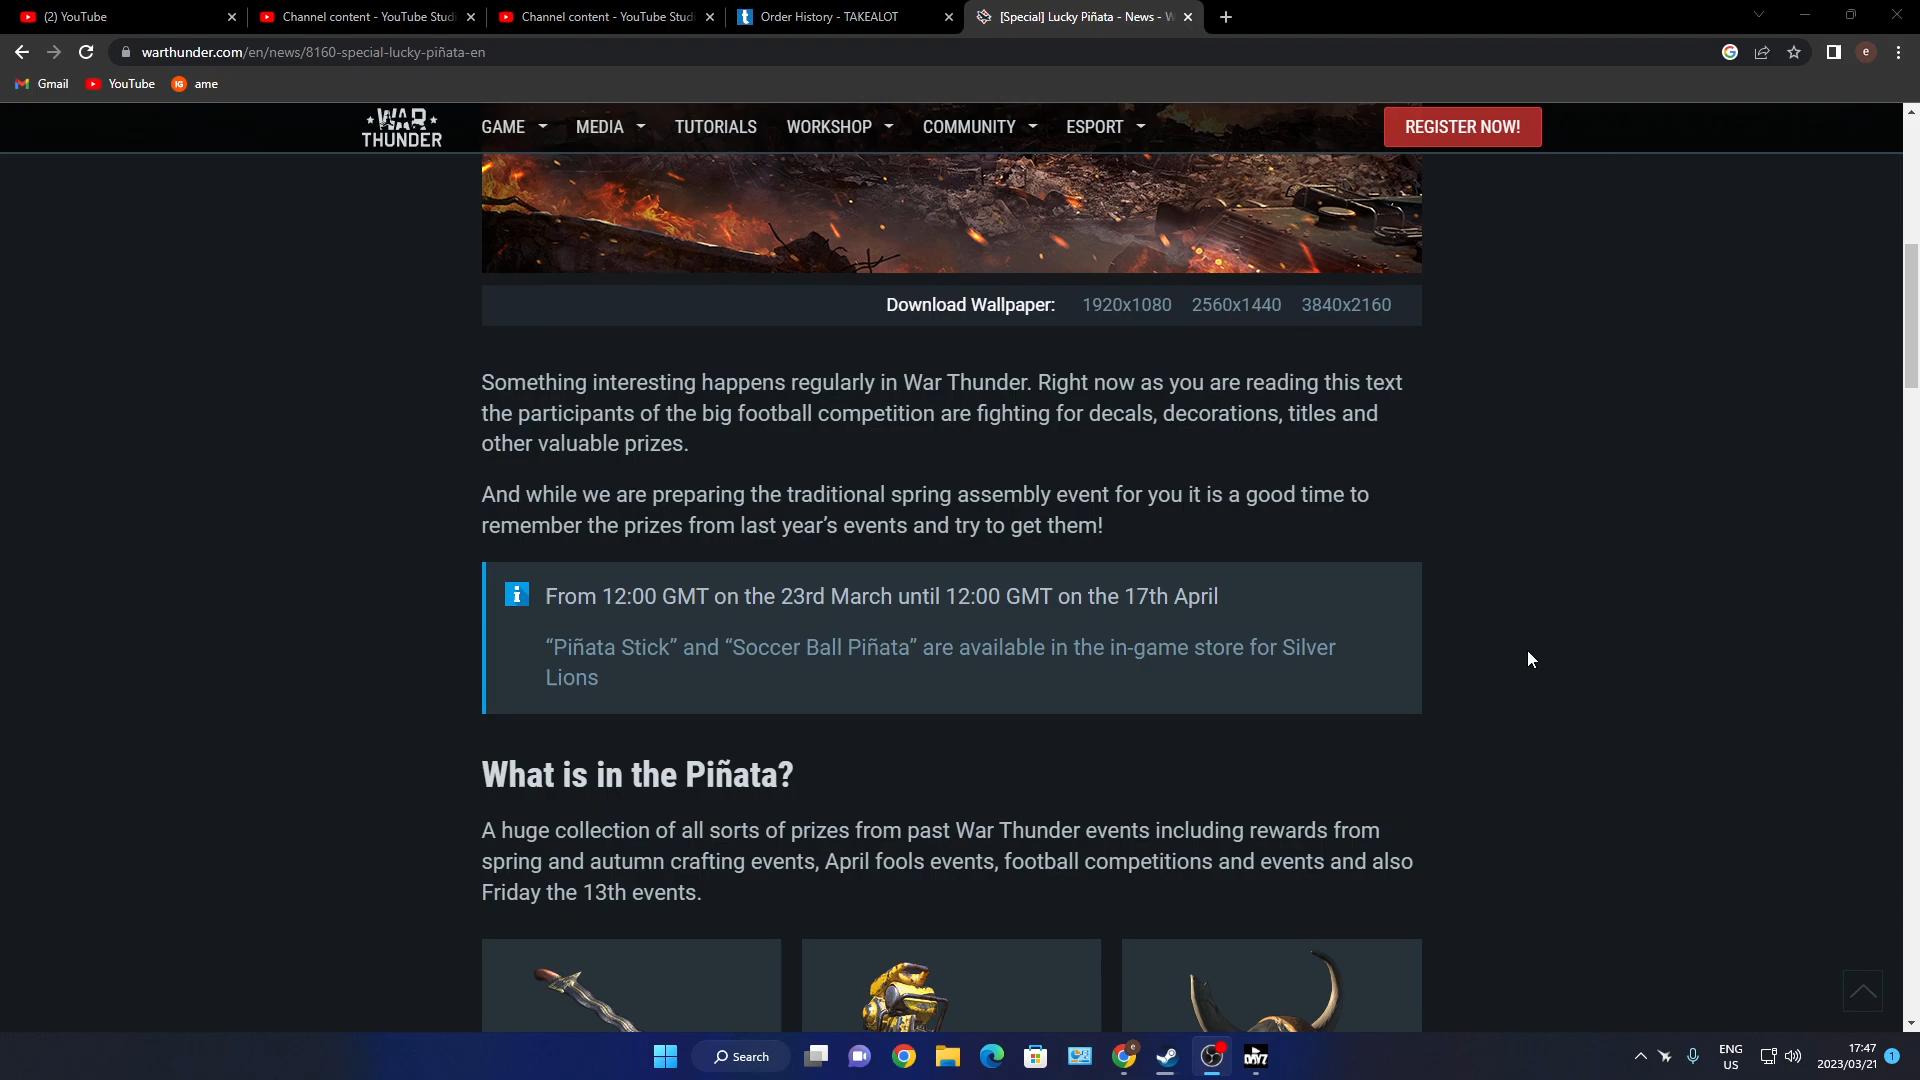 (2) YouTube
Channel content - YouTube Studi
Channel content - YouTube Studi
Order History - TAKEALOT
[Special] Lucky Piñata - News - W
warthunder.com/en/news/8160-special-lucky-piñata-en
Gmail
YouTube
ame
WAR THUNDER
GAME
MEDIA
TUTORIALS
WORKSHOP
COMMUNITY
ESPORT
REGISTER NOW!
Download Wallpaper: 1920x1080 2560x1440 3840x2160
Something interesting happens regularly in War Thunder. Right now as you are reading this text
the participants of the big football competition are fighting for decals, decorations, titles and
other valuable prizes.
And while we are preparing the traditional spring assembly event for you it is a good time to
remember the prizes from last year's events and try to get them!
From 12:00 GMT on the 23rd March until 12:00 GMT on the 17th April
“Piñata Stick” and “Soccer Ball Piñata” are available in the in-game store for Silver
Lions
What is in the Piñata?
A huge collection of all sorts of prizes from past War Thunder events including rewards from
spring and autumn crafting events, April fools events, football competitions and events and also
Friday the 13th events.
Search
DAYZ
ENG
US
17:47
2023/03/21
1